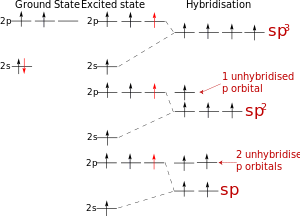 Ground State Excited state Hybridisation
2p 2p sp3
2s 2s
1 unhybridised
p orbital
2p
sp2
2s
2 unhybridise
p orbitals
2p
sp
2s